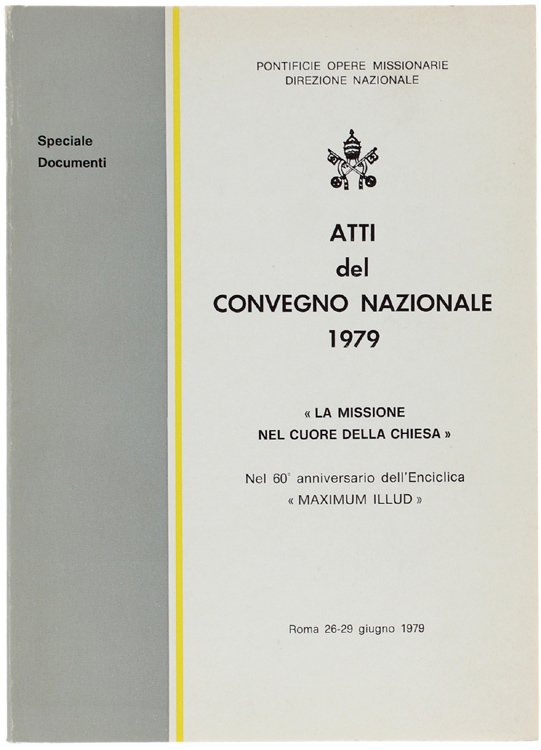 PONTIFICIE OPERE MISSIONARIE
DIREZIONE NAZIONALE
Speciale
Documenti
ATTI
del
CONVEGNO NAZIONALE
1979
« LA MISSIONE
NEL CUORE DELLA CHIESA »
Nel 60° anniversario dell'Enciclica
« MAXIMUM ILLUD »
Roma 26-29 giugno 1979